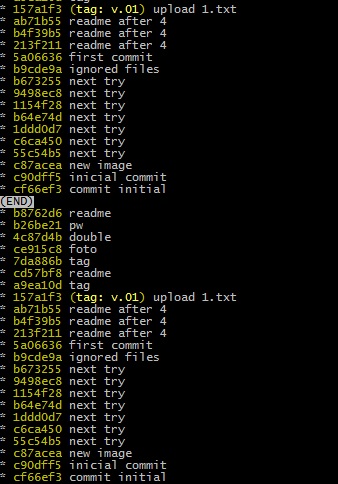 * 157a1f3 (tag: v.01) upload 1.txt
* ab71b55 readme after 4
* b4f39b5 readme after 4
* 213f211 readme after 4
* 5a06636 first commit
* b9cde9a ignored files
* b673255 next try
* 9498ec8 next try
* 1154f28 next try
* b64e74d next try
* 1ddd0d7 next try
* c6ca450 next try
* 55c54b5 next try
* c87acea new image
* c90dff5 inicial commit
* cf66ef3 commit initial
(END)
* b8762d6 readme
* b26be21 pw
* 4c87d4b double
* ce915c8 foto
* 7da886b tag
* cd57bf8 readme
* a9ea10d tag
* 157a1f3 (tag: v.01) upload 1.txt
* ab71b55 readme after 4
* b4f39b5 readme after 4
* 213f211 readme after 4
* 5a06636 first commit
* b9cde9a ignored files
* b673255 next try
* 9498ec8 next try
* 1154f28 next try
* b64e74d next try
* 1ddd0d7 next try
* c6ca450 next try
* 55c54b5 next try
* c87acea new image
* c90dff5 inicial commit
* cf66ef3 commit initial